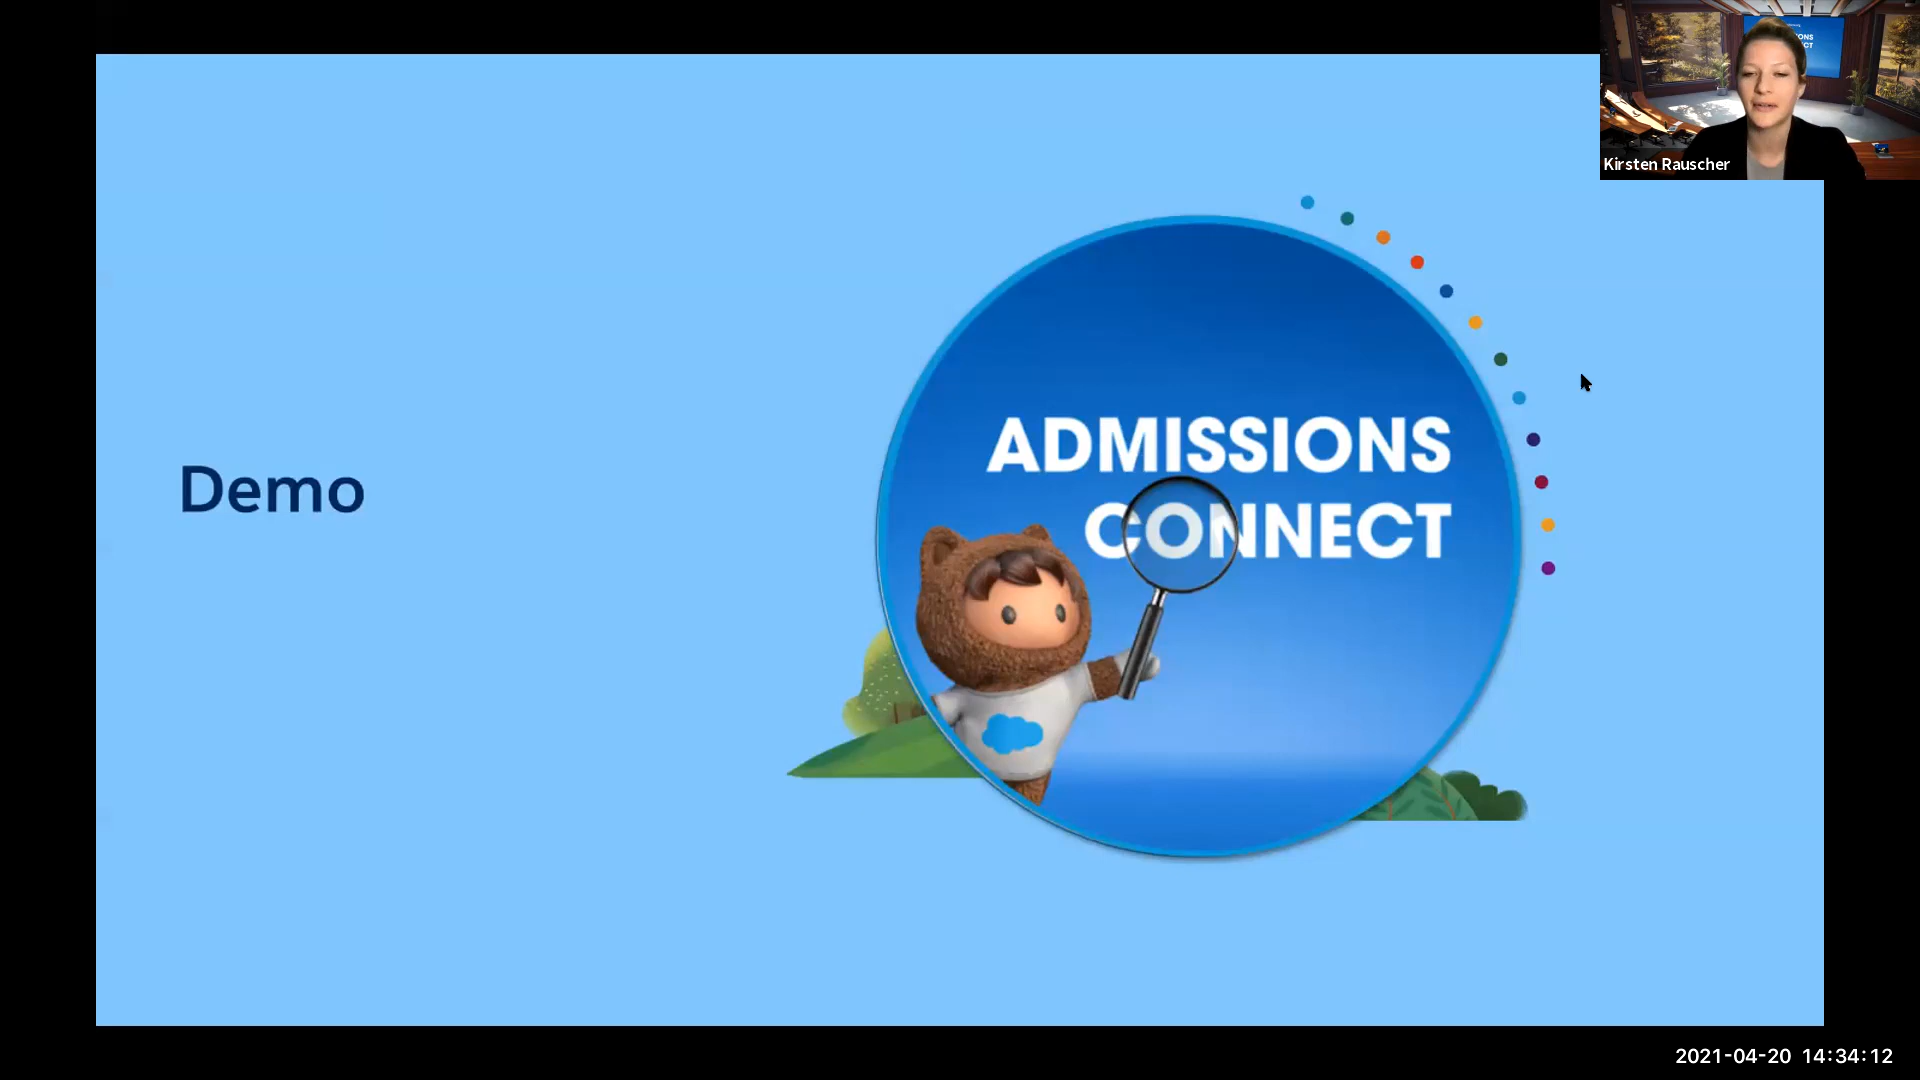 Kirsten Rauscher
Demo
ADMISSIONS
CONNECT
2021-04-20 14:34:12